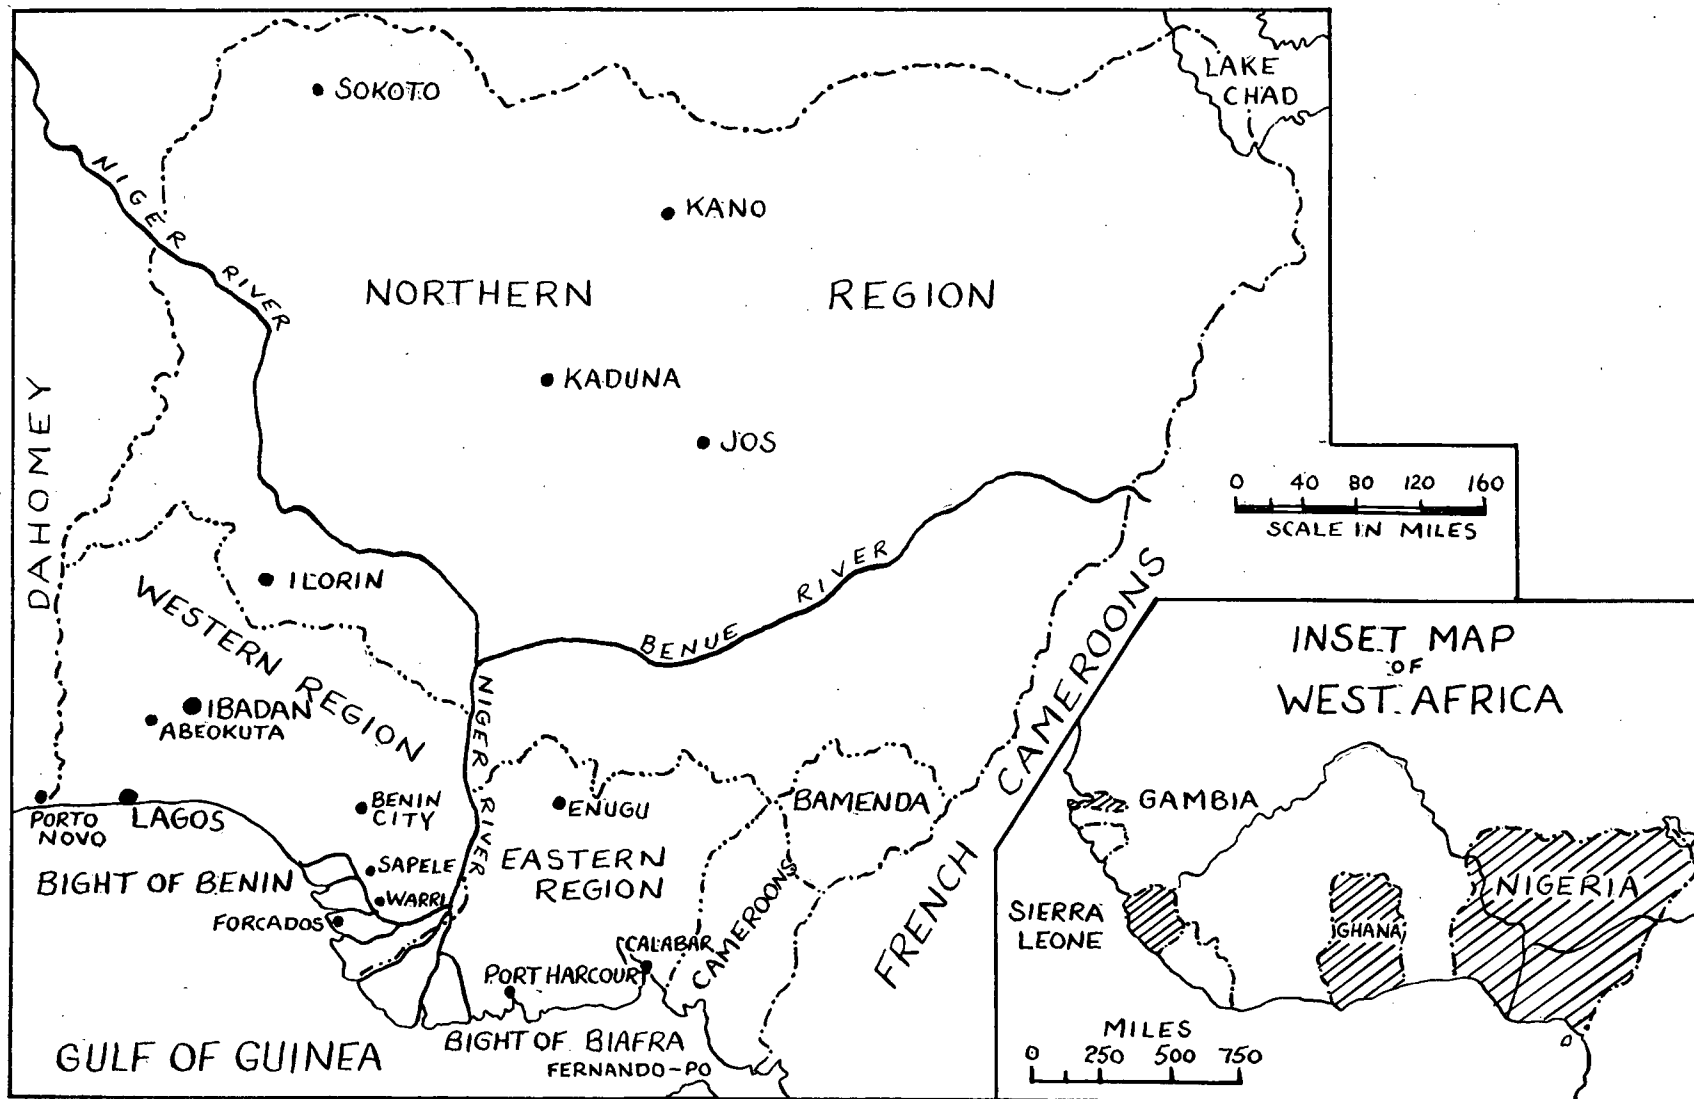 LAKE
CHAD
SOKOTO
NIGER
RIVER
KANO
NORTHERN REGION
KADUNA
JOS
DAHOMEY
0 40 80 120 160
SCALE IN MILES
ILORIN
BENUE RIVER
WESTERN
REGION
IBADAN
ABEOKUTA
NIGER RIVER
FRENCH CAMEROONS
PORTO
NOVO
LAGOS
BENIN
CITY
ENUGU
BAMENDA
SAPELE
WARRI
FORCADOS
EASTERN
REGION
BIGHT OF BENIN
CALABAR
CAMEROONS
PORT HARCOURT
BIGHT OF BIAFRA
FERNANDO-PO
GULF OF GUINEA
INSET MAP
OF
WEST AFRICA
GAMBIA
SIERRA
LEONE
GHANA
NIGERIA
MILES
0 250 500 750